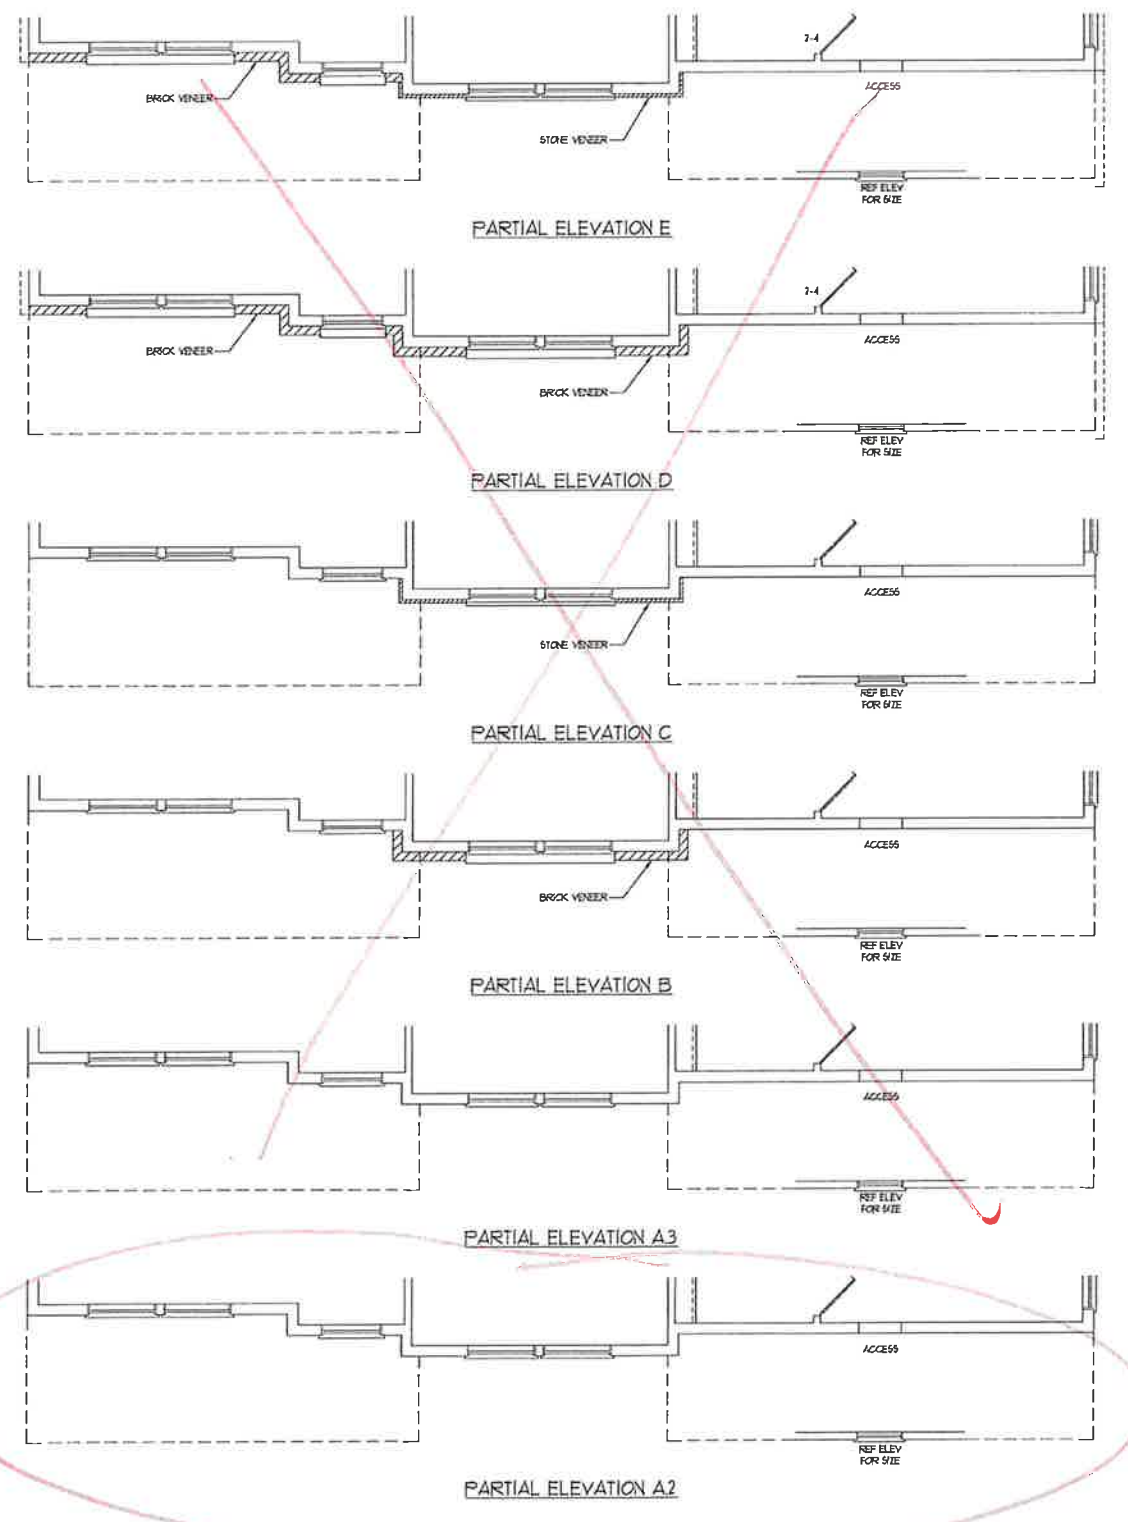 2-4
BRICK VENEER
ACCESS
STONE VENEER
REF ELEV
FOR SIZE
PARTIAL ELEVATION E
2-4
BRICK VENEER
ACCESS
BRICK VENEER
REF ELEV
FOR SIZE
PARTIAL ELEVATION D
ACCESS
STONE VENEER
REF ELEV
FOR SIZE
PARTIAL ELEVATION C
ACCESS
BRICK VENEER
REF ELEV
FOR SIZE
PARTIAL ELEVATION B
ACCESS
REF ELEV
FOR SIZE
PARTIAL ELEVATION A.3
ACCESS
REF ELEV
FOR SIZE
PARTIAL ELEVATION A.2